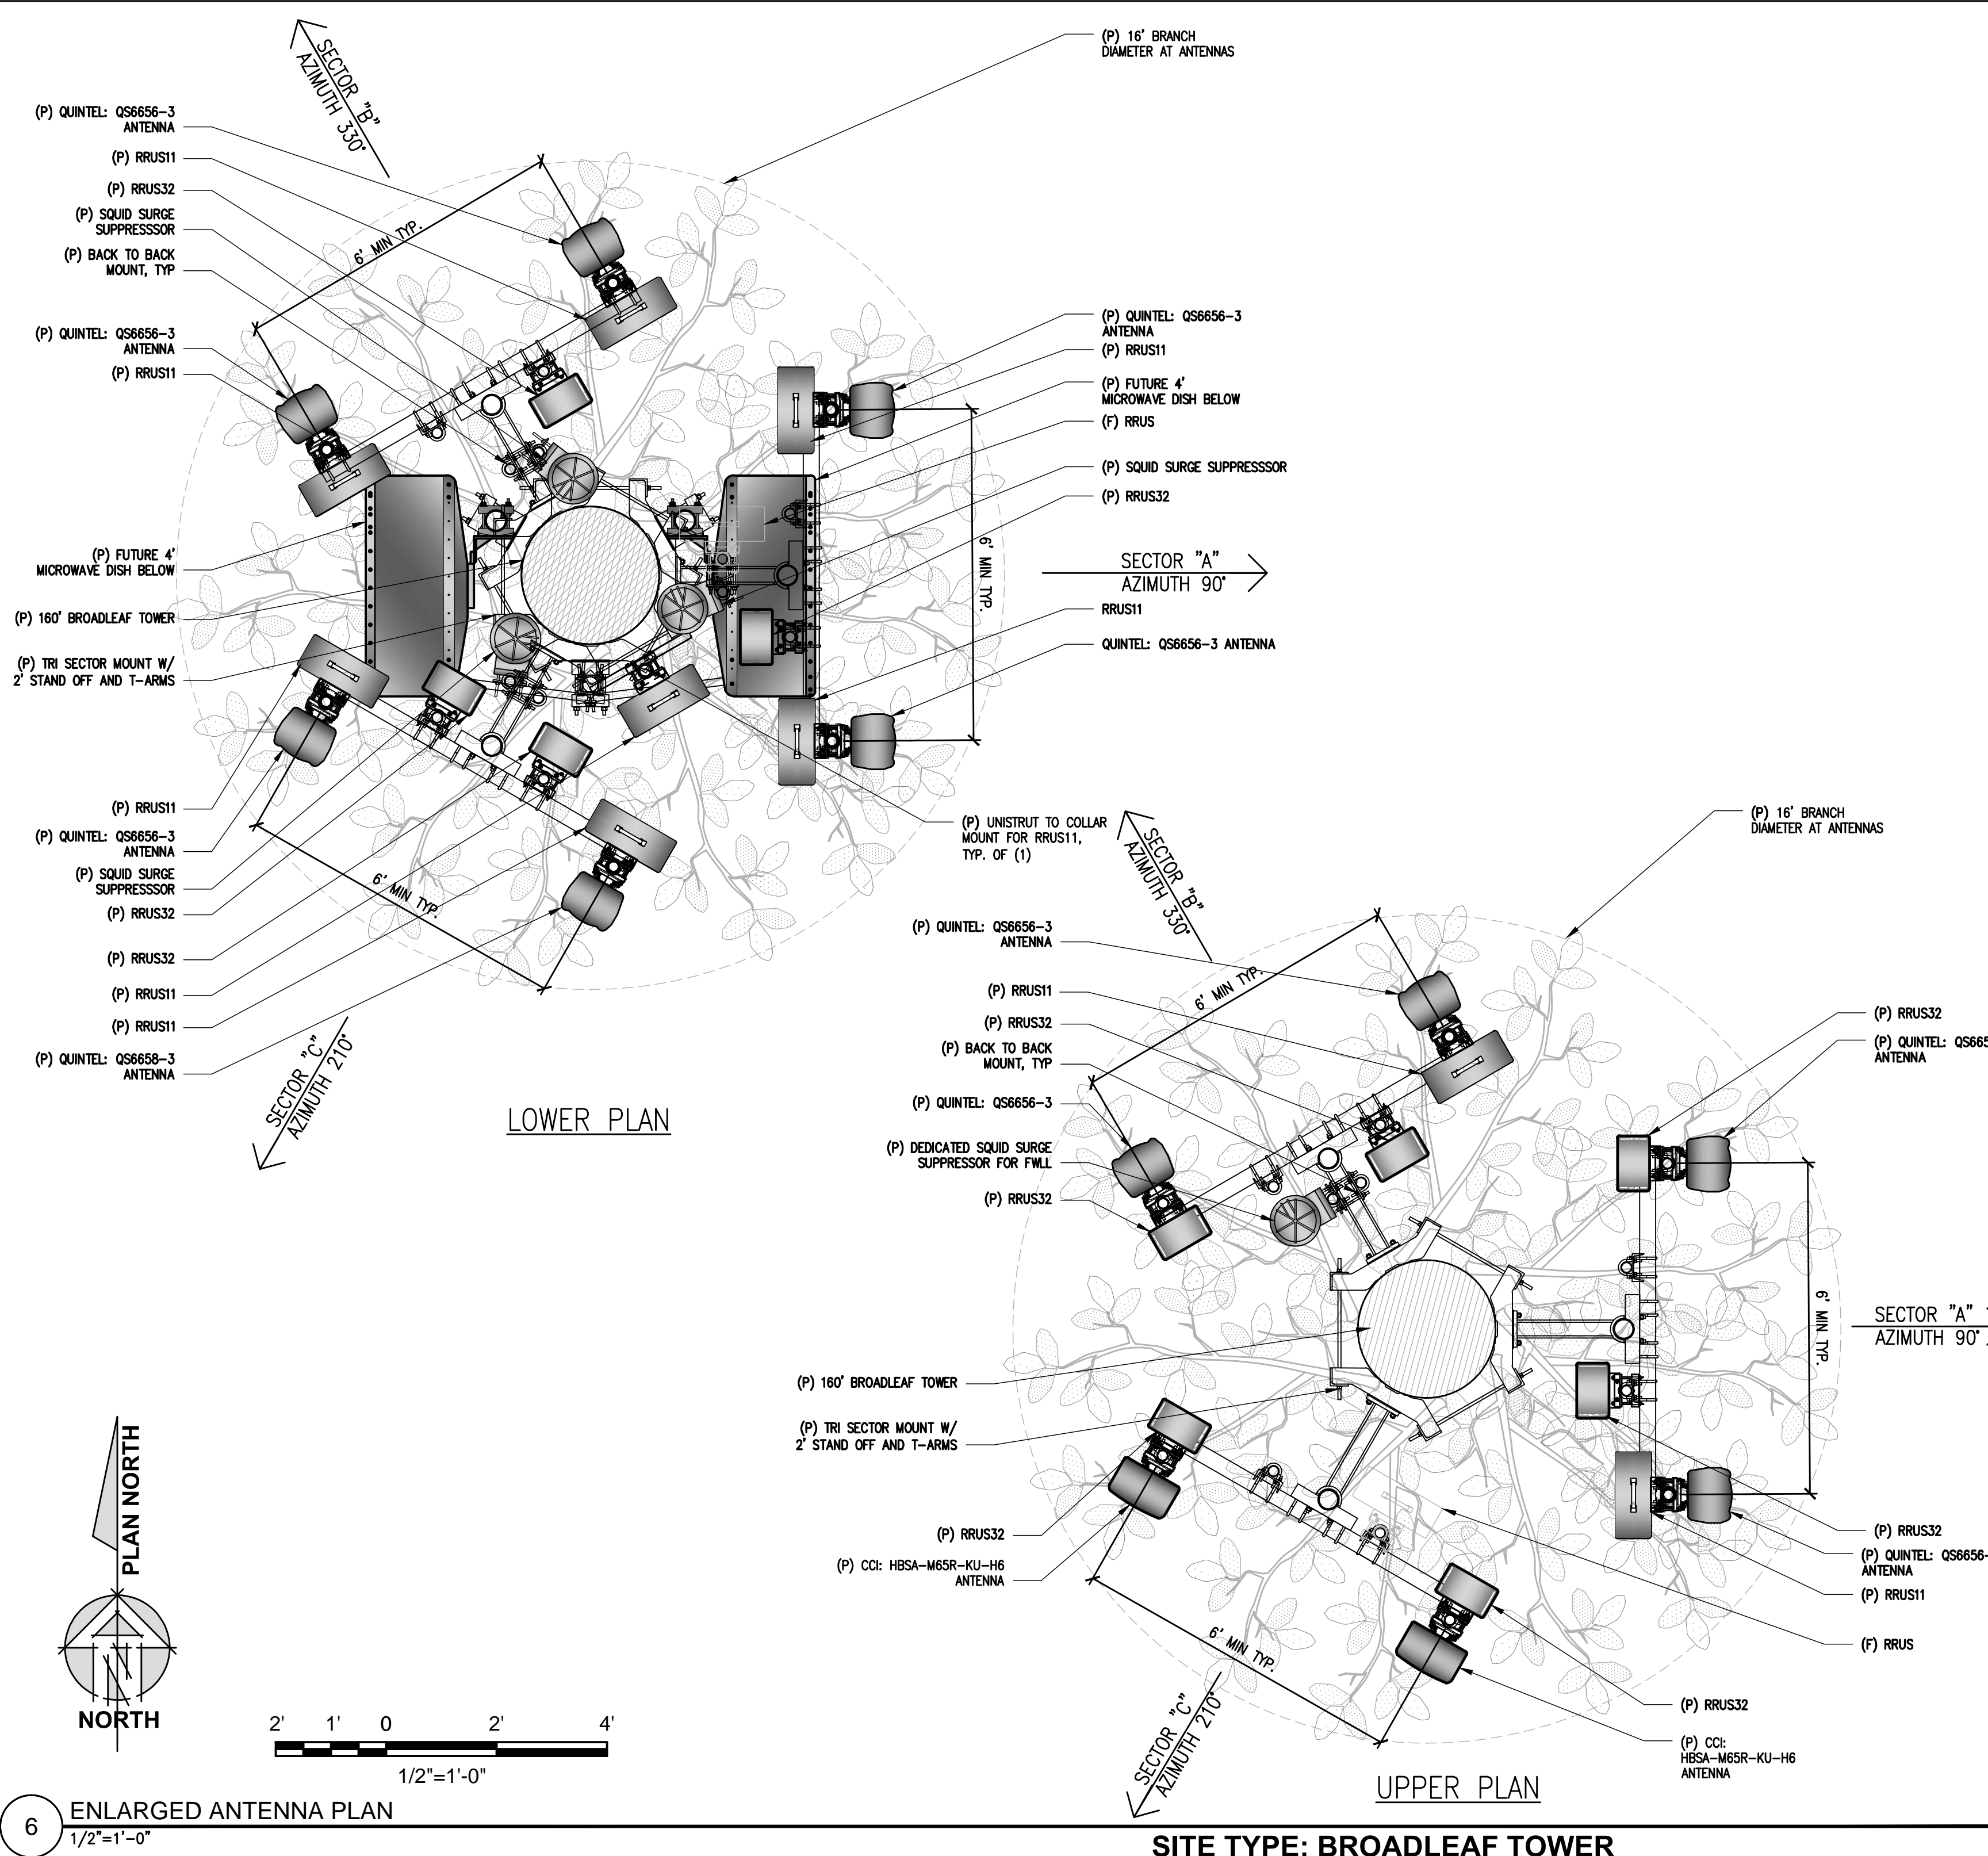 (P) 16' BRANCH
DIAMETER AT ANTENNAS
SECTOR "B"
AZIMUTH 330°
(P) QUINTEL: QS6656-3
ANTENNA
(P) RRUS11
(P) RRUS32
(P) SQUID SURGE
SUPPRESSSOR
(P) BACK TO BACK
MOUNT, TYP
(P) QUINTEL: QS6656-3
ANTENNA
(P) RRUS11
(P) FUTURE 4'
MICROWAVE DISH BELOW
(P) 160' BROADLEAF TOWER
(P) TRI SECTOR MOUNT W/
2' STAND OFF AND T-ARMS
(P) RRUS11
(P) QUINTEL: QS6656-3
ANTENNA
(P) SQUID SURGE
SUPPRESSSOR
(P) RRUS32
(P) RRUS32
(P) RRUS11
(P) RRUS11
(P) QUINTEL: QS6658-3
ANTENNA
6' MIN TYP.
6' MIN TYP.
6' MIN TYP.
(P) QUINTEL: QS6656-3
ANTENNA
(P) RRUS11
(P) FUTURE 4'
MICROWAVE DISH BELOW
(F) RRUS
(P) SQUID SURGE SUPPRESSSOR
(P) RRUS32
SECTOR "A"
AZIMUTH 90°
RRUS11
QUINTEL: QS6656-3 ANTENNA
(P) UNISTRUT TO COLLAR
MOUNT FOR RRUS11,
TYP. OF (1)
SECTOR "C"
AZIMUTH 210°
LOWER PLAN
(P) 16' BRANCH
DIAMETER AT ANTENNAS
SECTOR "B"
AZIMUTH 330°
(P) QUINTEL: QS6656-3
ANTENNA
(P) RRUS11
(P) RRUS32
(P) BACK TO BACK
MOUNT, TYP
(P) QUINTEL: QS6656-3
(P) DEDICATED SQUID SURGE
SUPPRESSOR FOR FWLL
(P) RRUS32
(P) 160' BROADLEAF TOWER
(P) TRI SECTOR MOUNT W/
2' STAND OFF AND T-ARMS
(P) RRUS32
(P) CCI: HBSA-M65R-KU-H6
ANTENNA
6' MIN TYP.
6' MIN TYP.
6' MIN TYP.
(P) RRUS32
(P) QUINTEL: QS665
ANTENNA
SECTOR "A"
AZIMUTH 90°
(P) RRUS32
(P) QUINTEL: QS6656-
ANTENNA
(P) RRUS11
(F) RRUS
(P) RRUS32
(P) CCI:
HBSA-M65R-KU-H6
ANTENNA
SECTOR "C"
AZIMUTH 210°
UPPER PLAN
PLAN NORTH
NORTH
2' 1' 0 2' 4'
1/2"=1'-0"
6
ENLARGED ANTENNA PLAN
1/2"=1'-0"
SITE TYPE: BROADLEAF TOWER